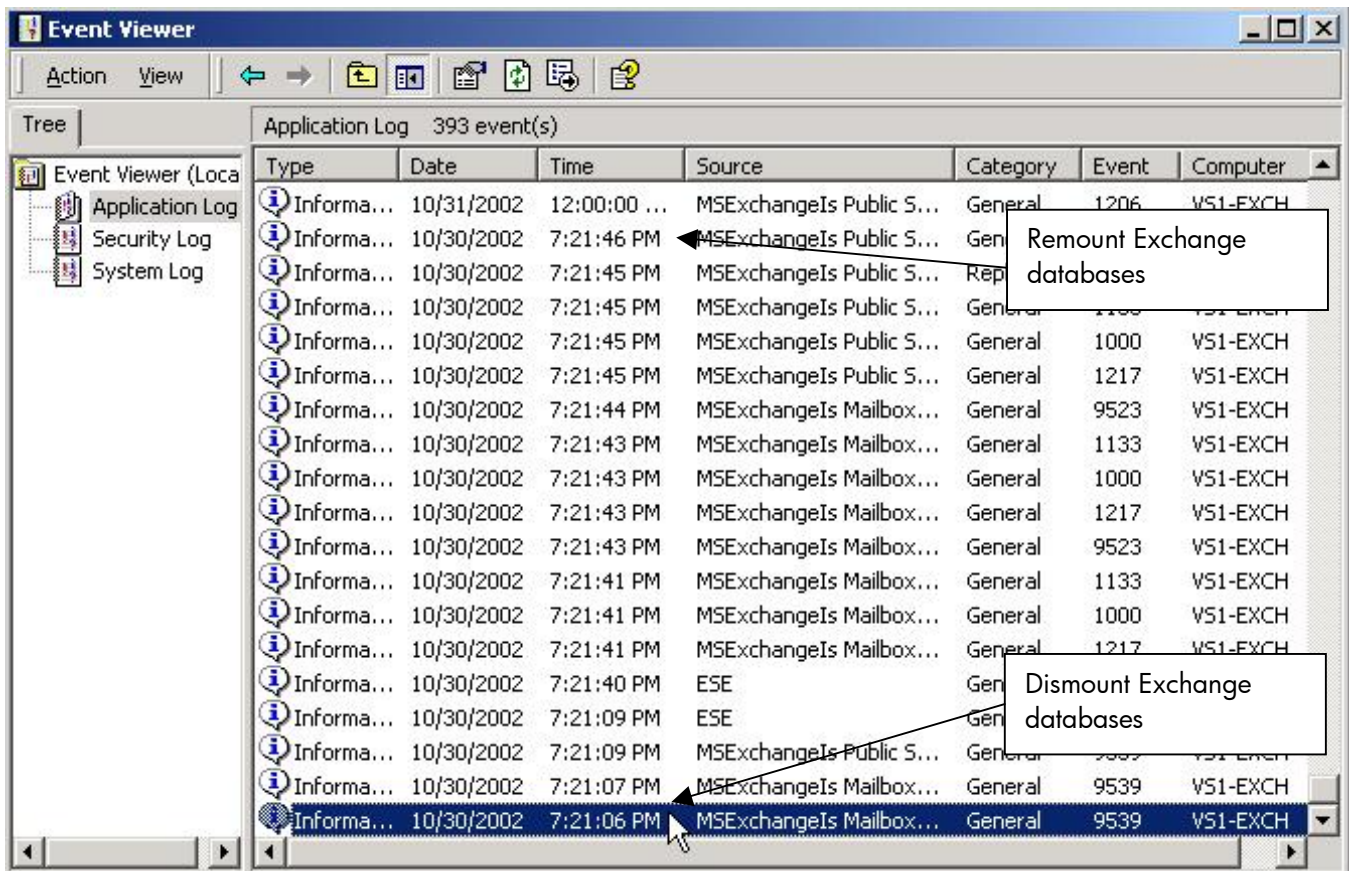 Event Viewer
Action View
Tree
Application Log 393 event(s)
Event Viewer (Loca
Application Log
Security Log
System Log
Type Date Time Source Category Event Computer
Informa... 10/31/2002 12:00:00 ... MSExchangeIs Public S... General 1206 VS1-EXCH
Informa... 10/30/2002 7:21:46 PM MSExchangeIs Public S... Gen
Remount Exchange
databases
Informa... 10/30/2002 7:21:45 PM MSExchangeIs Public S... Rep
Informa... 10/30/2002 7:21:45 PM MSExchangeIs Public S... General
Informa... 10/30/2002 7:21:45 PM MSExchangeIs Public S... General 1000 VS1-EXCH
Informa... 10/30/2002 7:21:45 PM MSExchangeIs Public S... General 1217 VS1-EXCH
Informa... 10/30/2002 7:21:44 PM MSExchangeIs Mailbox... General 9523 VS1-EXCH
Informa... 10/30/2002 7:21:43 PM MSExchangeIs Mailbox... General 1133 VS1-EXCH
Informa... 10/30/2002 7:21:43 PM MSExchangeIs Mailbox... General 1000 VS1-EXCH
Informa... 10/30/2002 7:21:43 PM MSExchangeIs Mailbox... General 1217 VS1-EXCH
Informa... 10/30/2002 7:21:43 PM MSExchangeIs Mailbox... General 9523 VS1-EXCH
Informa... 10/30/2002 7:21:41 PM MSExchangeIs Mailbox... General 1133 VS1-EXCH
Informa... 10/30/2002 7:21:41 PM MSExchangeIs Mailbox... General 1000 VS1-EXCH
Informa... 10/30/2002 7:21:41 PM MSExchangeIs Mailbox... General 1217 VS1-EXCH
Informa... 10/30/2002 7:21:40 PM ESE Gen
Dismount Exchange
databases
Informa... 10/30/2002 7:21:09 PM ESE Gen
Informa... 10/30/2002 7:21:09 PM MSExchangeIs Public S... General
Informa... 10/30/2002 7:21:07 PM MSExchangeIs Mailbox... General 9539 VS1-EXCH
Informa... 10/30/2002 7:21:06 PM MSExchangeIs Mailbox... General 9539 VS1-EXCH